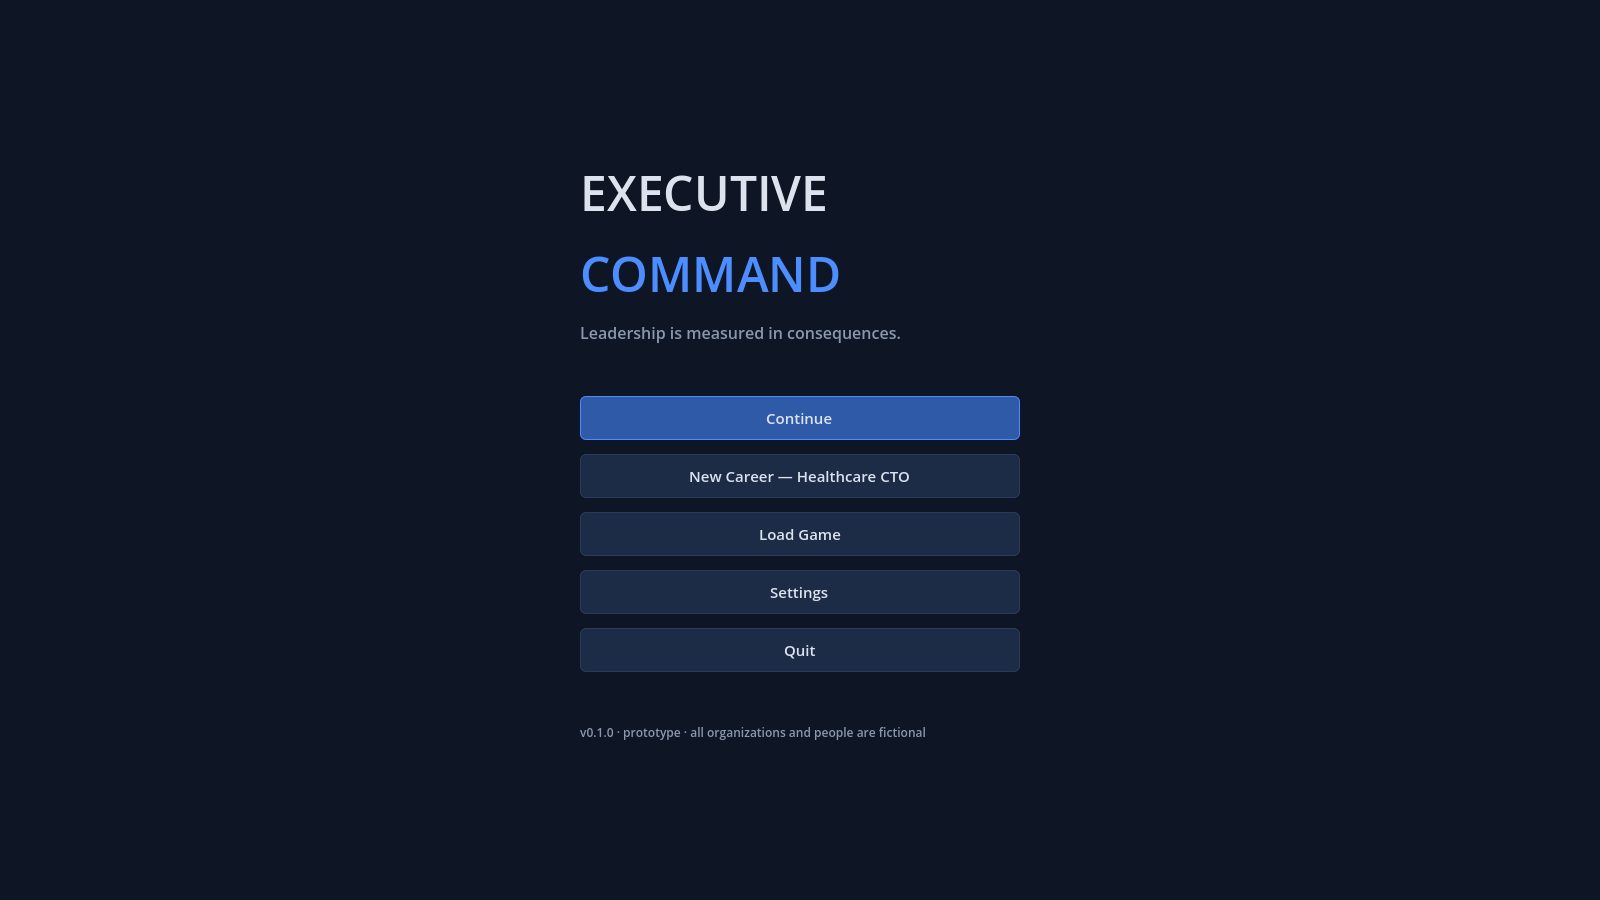 EXECUTIVE
COMMAND
Leadership is measured in consequences.
Continue
New Career — Healthcare CTO
Load Game
Settings
Quit
v0.1.0 · prototype · all organizations and people are fictional